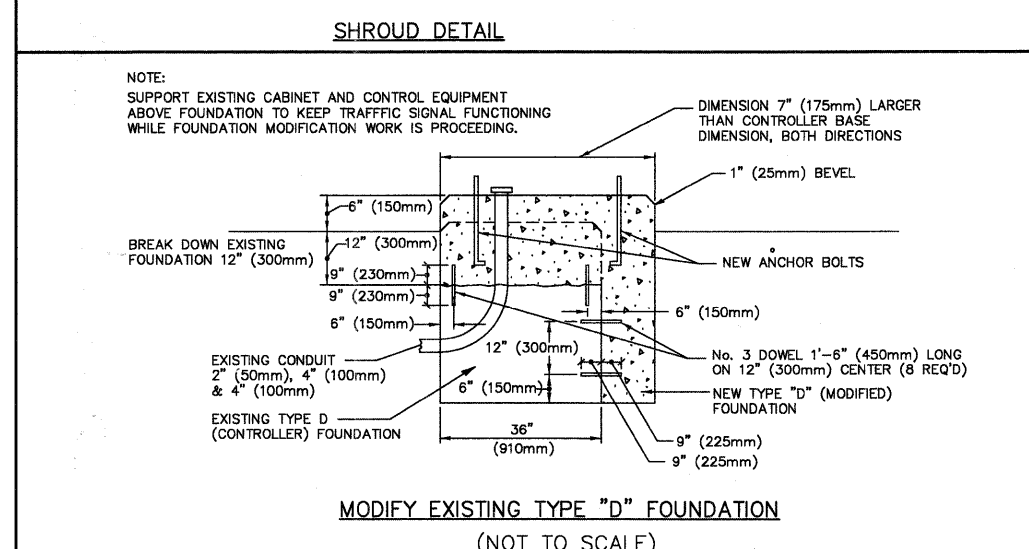 SHROUD DETAIL
NOTE:
SUPPORT EXISTING CABINET AND CONTROL EQUIPMENT
ABOVE FOUNDATION TO KEEP TRAFFFIC SIGNAL FUNCTIONING
WHILE FOUNDATION MODIFICATION WORK IS PROCEEDING.
DIMENSION 7" (175mm) LARGER
THAN CONTROLLER BASE
DIMENSION, BOTH DIRECTIONS
1" (25mm) BEVEL
6" (150mm)
BREAK DOWN EXISTING
FOUNDATION 12" (300mm)
12" (300mm)
9" (230mm)
9" (230mm)
6" (150mm)
NEW ANCHOR BOLTS
6" (150mm)
12" (300mm)
6" (150mm)
EXISTING CONDUIT
2" (50mm), 4" (100mm)
& 4" (100mm)
EXISTING TYPE D
(CONTROLLER) FOUNDATION
No. 3 DOWEL 1'-6" (450mm) LONG
ON 12" (300mm) CENTER (8 REQ'D)
NEW TYPE "D" (MODIFIED)
FOUNDATION
36"
(910mm)
9" (225mm)
9" (225mm)
MODIFY EXISTING TYPE "D" FOUNDATION
(NOT TO SCALE)